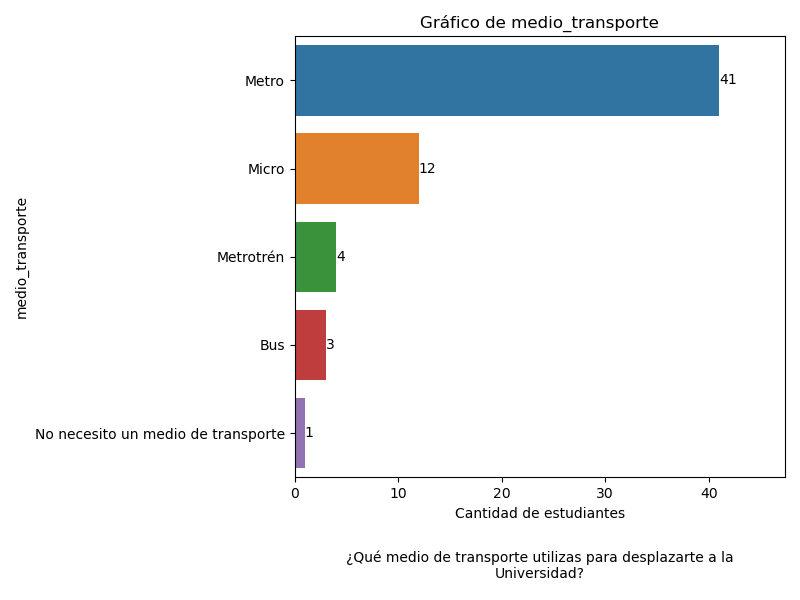 Gráfico de medio_transporte
medio_transporte
Metro
41
Micro
12
Metrotrén
4
Bus
3
No necesito un medio de transporte
1
0
10
20
30
40
Cantidad de estudiantes
¿Qué medio de transporte utilizas para desplazarte a la
Universidad?